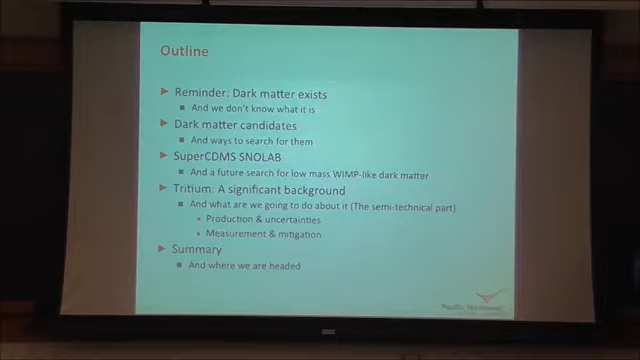 Outline
Reminder: Dark matter exists
And we don't know what it is
Dark matter candidates
And ways to search for them
SuperCDMS SNOLAB
And a future search for low mass WIMP-like dark matter
Tritium: A significant background
And what are we going to do about it (The semi-technical part)
Production & uncertainties
Measurement & mitigation
Summary
And where we are headed
Pacific Northwest